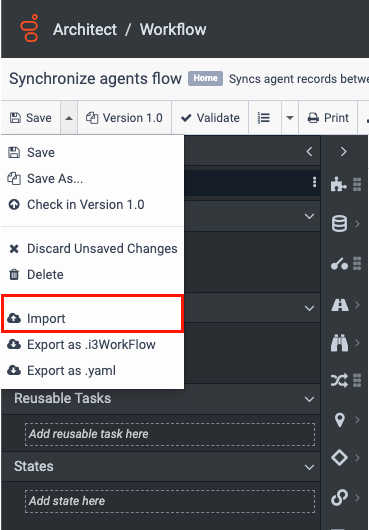 Architect / Workflow
Synchronize agents flow Home Syncs agent records betwe
Save Version 1.0 Validate Print
Save
Save As...
Check in Version 1.0
Discard Unsaved Changes
Delete
Import
Export as .i3WorkFlow
Export as .yaml
Reusable Tasks
Add reusable task here
States
Add state here